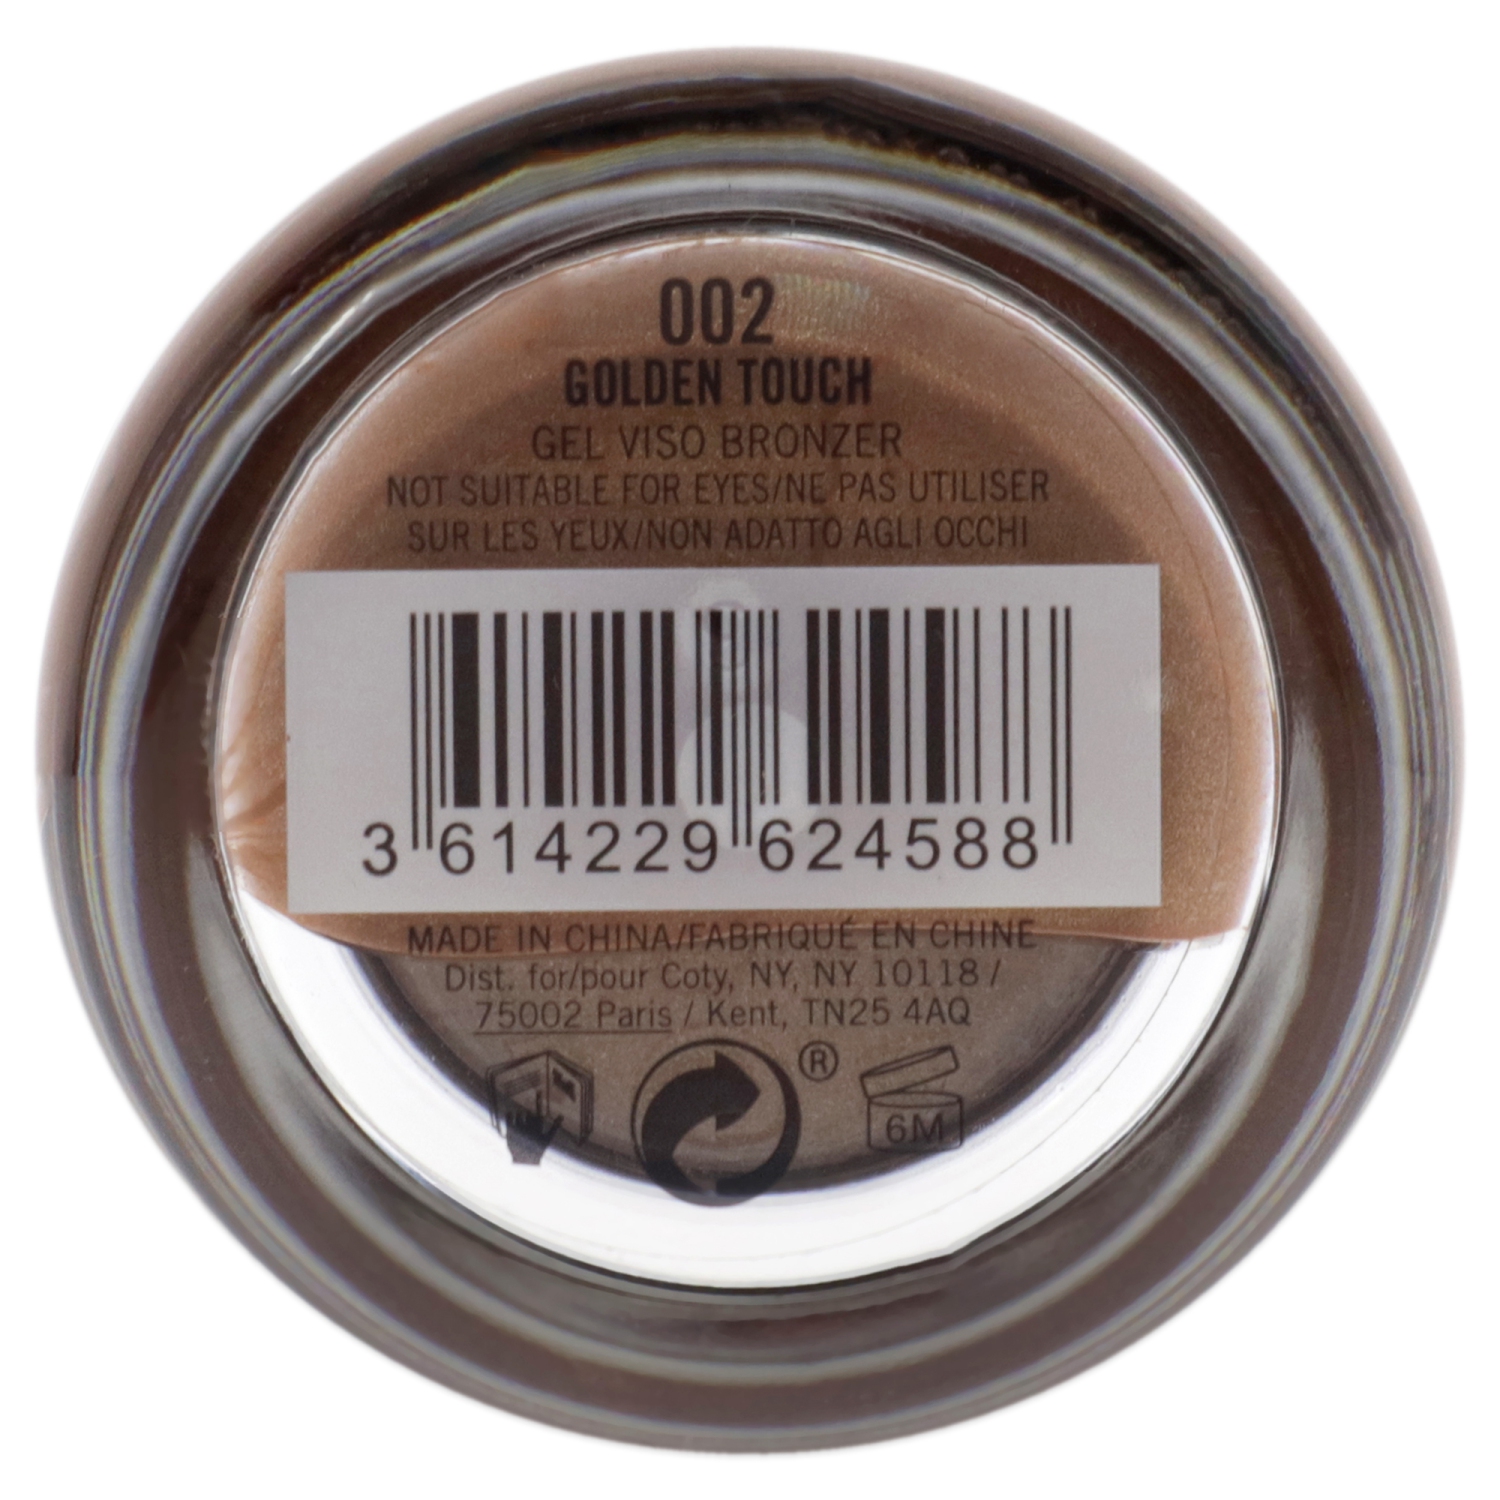 002
GOLDEN TOUCH
GEL VISO BRONZER
NOT SUITABLE FOR EYES/NE PAS UTILISER
SUR LES YEUX/NON ADATTO AGLI OCCHI
3 614229 624588
MADE IN CHINA/FABRIQUÉ EN CHINE
Dist. for/pour Coty, NY, NY 10118 /
75002 Paris / Kent, TN25 4AQ
®
6M